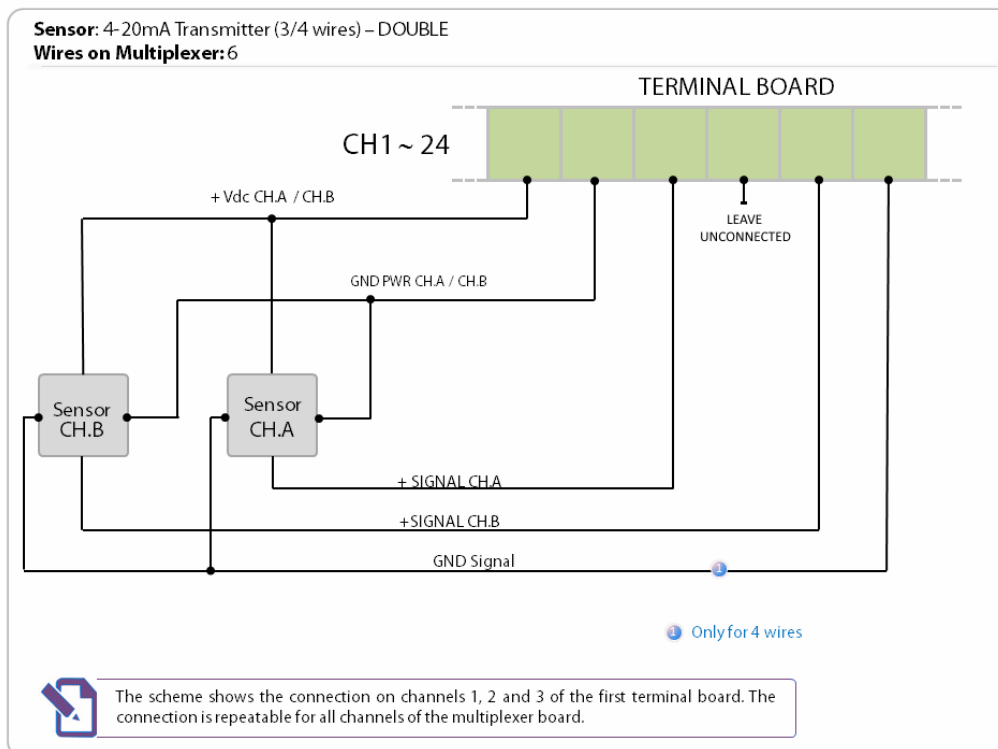 Sensor: 4-20mA Transmitter (3/4 wires) – DOUBLE
Wires on Multiplexer: 6
TERMINAL BOARD
CH1 ~ 24
+ Vdc CH.A / CH.B
LEAVE
UNCONNECTED
GND PWR CH.A / CH.B
Sensor
CH.B
Sensor
CH.A
+ SIGNAL CH.A
+SIGNAL CH.B
GND Signal
1
1 Only for 4 wires
The scheme shows the connection on channels 1, 2 and 3 of the first terminal board. The
connection is repeatable for all channels of the multiplexer board.